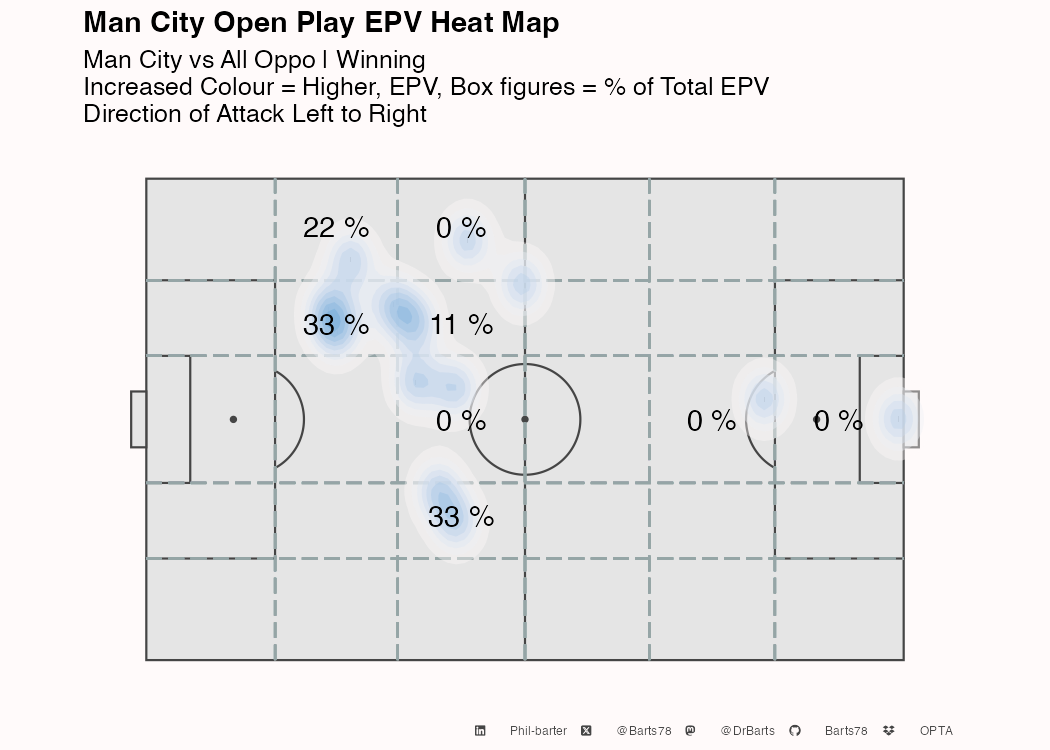 Man City Open Play EPV Heat Map
Man City vs All Oppo | Winning
Increased Colour = Higher, EPV, Box figures = % of Total EPV
Direction of Attack Left to Right
22 % 0 %
33 % 11 %
0 % 0 % 0 %
33 %
Phil-barter @Barts78 @DrBarts Barts78 OPTA